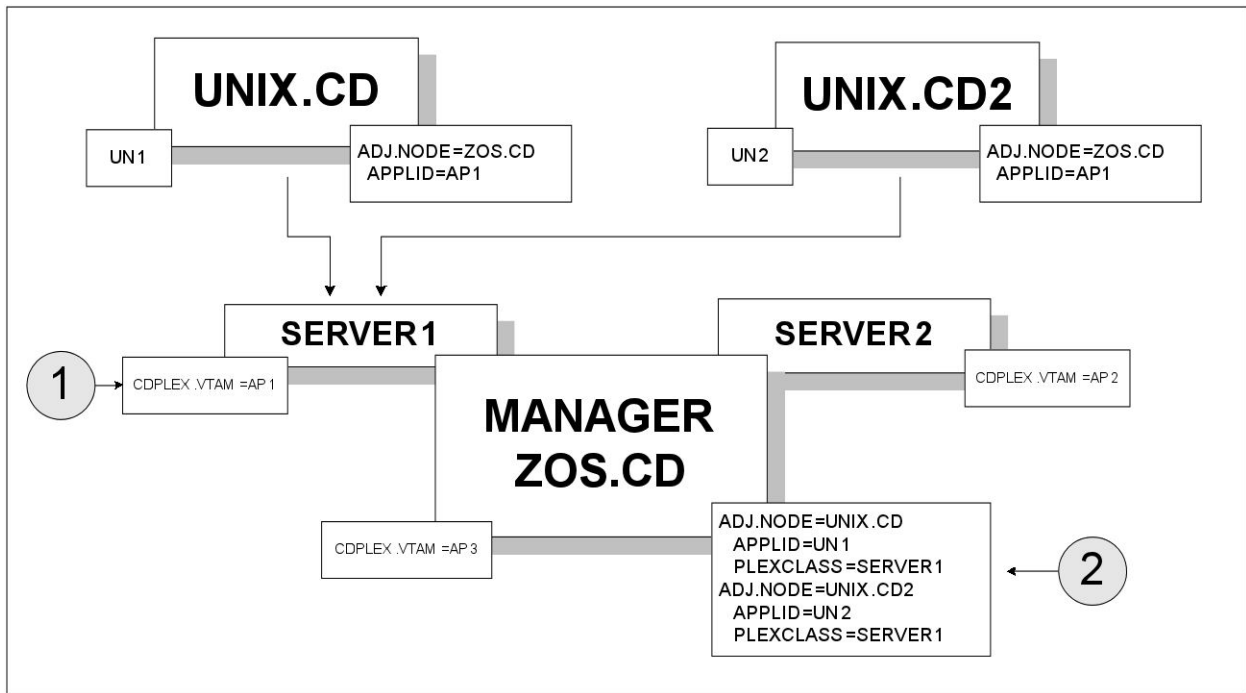 UNIX.CD
UN1
ADJ.NODE=ZOS.CD
APPLID=AP1
UNIX.CD2
UN2
ADJ.NODE=ZOS.CD
APPLID=AP1
SERVER1
CDPLEX .VTAM =AP1
1
SERVER2
CDPLEX .VTAM =AP2
MANAGER
ZOS.CD
CDPLEX .VTAM =AP3
ADJ.NODE=UNIX.CD
APPLID=UN1
PLEXCLASS=SERVER1
ADJ.NODE=UNIX.CD2
APPLID=UN2
PLEXCLASS=SERVER1
2